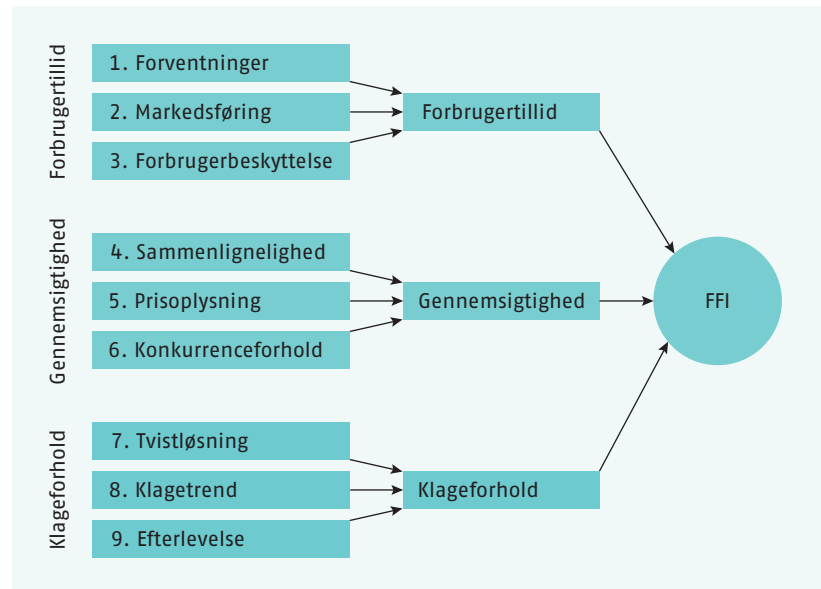 Forbrugertillid
1. Forventninger
2. Markedsføring
3. Forbrugerbeskyttelse
Forbrugertillid
Gennemsigtighed
4. Sammenlignelighed
5. Prisoplysning
6. Konkurrenceforhold
Gennemsigtighed
Klageforhold
7. Tvistløsning
8. Klagetrend
9. Efterlevelse
Klageforhold
FFI